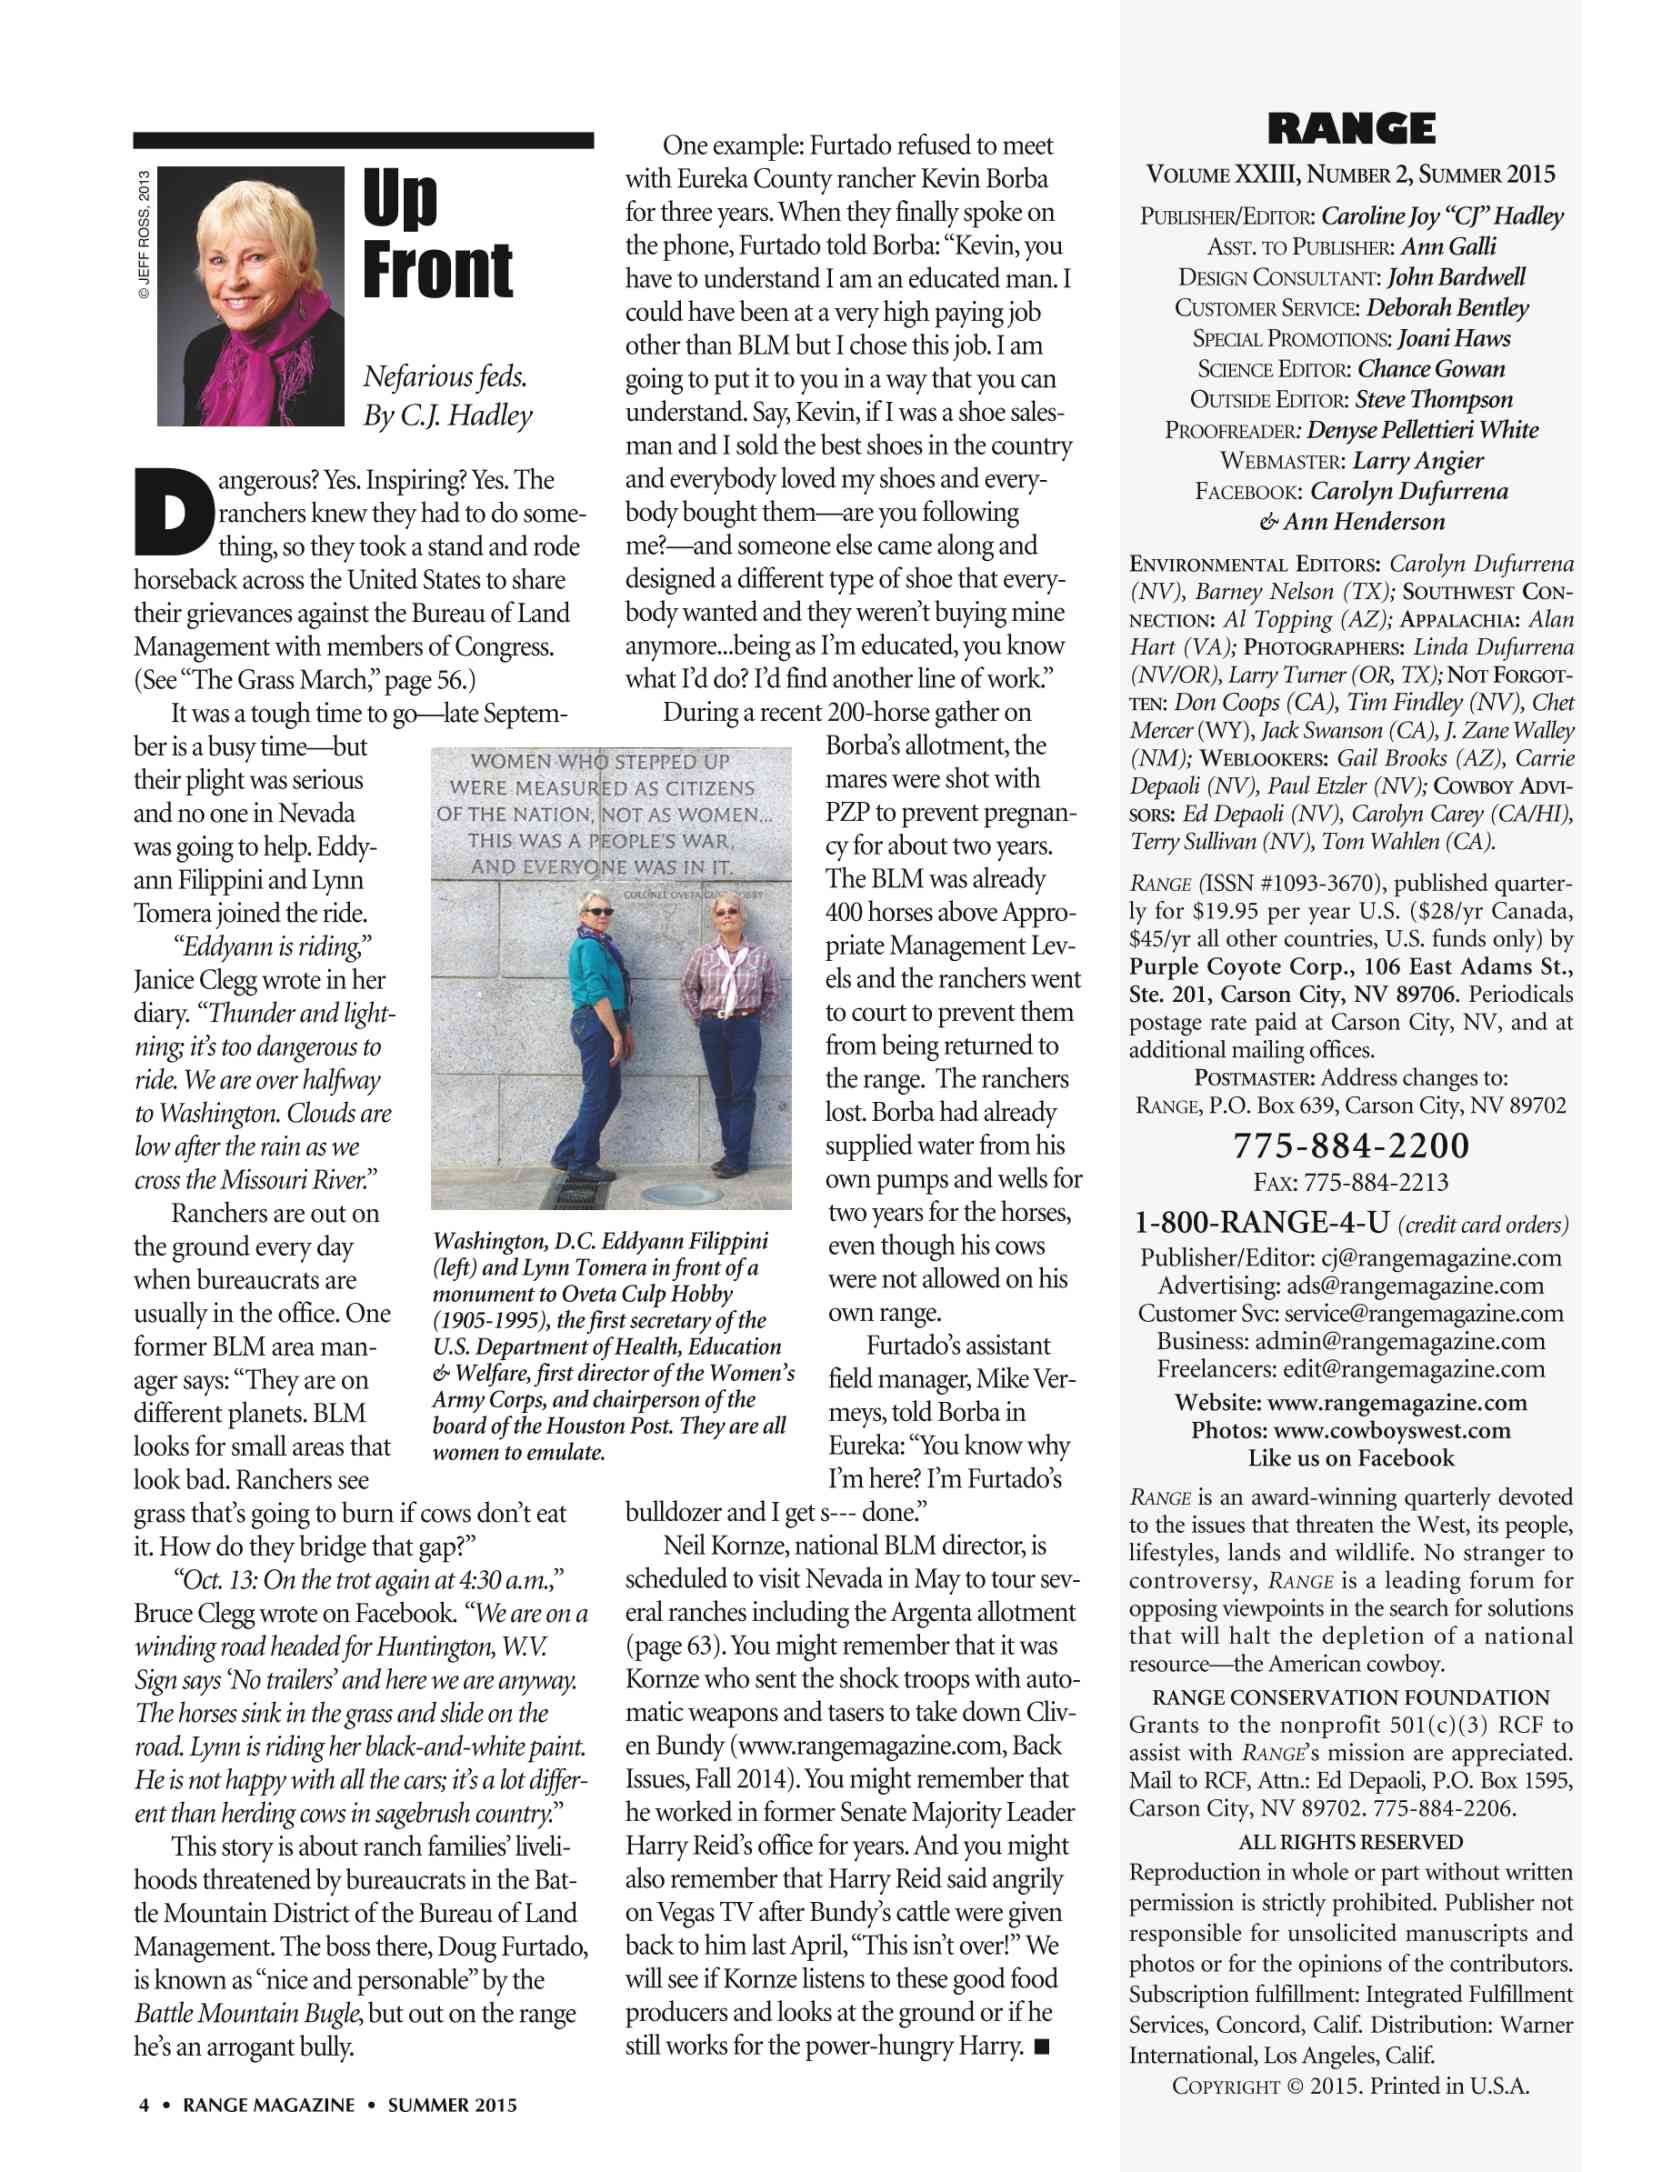 © JEFF ROSS, 2013
Up
Front
Nefarious feds.
By C.J. Hadley
Dangerous? Yes. Inspiring? Yes. The
ranchers knew they had to do some-
thing, so they took a stand and rode
horseback across the United States to share
their grievances against the Bureau of Land
Management with members of Congress.
(See “The Grass March,” page 56.)
It was a tough time to go—late Septem-
ber is a busy time—but
their plight was serious
and no one in Nevada
was going to help. Eddy-
ann Filippini and Lynn
Tomera joined the ride.
“Eddyann is riding,”
Janice Clegg wrote in her
diary. “Thunder and light-
ning; it’s too dangerous to
ride. We are over halfway
to Washington. Clouds are
low after the rain as we
cross the Missouri River.”
Ranchers are out on
the ground every day
when bureaucrats are
usually in the office. One
former BLM area man-
ager says: “They are on
different planets. BLM
looks for small areas that
look bad. Ranchers see
grass that’s going to burn if cows don’t eat
it. How do they bridge that gap?”
“Oct. 13: On the trot again at 4:30 a.m.,”
Bruce Clegg wrote on Facebook. “We are on a
winding road headed for Huntington, W.V.
Sign says ‘No trailers’ and here we are anyway.
The horses sink in the grass and slide on the
road. Lynn is riding her black-and-white paint.
He is not happy with all the cars; it’s a lot differ-
ent than herding cows in sagebrush country.”
This story is about ranch families’ liveli-
hoods threatened by bureaucrats in the Bat-
tle Mountain District of the Bureau of Land
Management. The boss there, Doug Furtado,
is known as “nice and personable” by the
Battle Mountain Bugle, but out on the range
he’s an arrogant bully.
One example: Furtado refused to meet
with Eureka County rancher Kevin Borba
for three years. When they finally spoke on
the phone, Furtado told Borba: “Kevin, you
have to understand I am an educated man. I
could have been at a very high paying job
other than BLM but I chose this job. I am
going to put it to you in a way that you can
understand. Say, Kevin, if I was a shoe sales-
man and I sold the best shoes in the country
and everybody loved my shoes and every-
body bought them—are you following
me?—and someone else came along and
designed a different type of shoe that every-
body wanted and they weren’t buying mine
anymore...being as I’m educated, you know
what I’d do? I’d find another line of work.”
During a recent 200-horse gather on
Borba’s allotment, the
mares were shot with
PZP to prevent pregnan-
cy for about two years.
The BLM was already
400 horses above Appro-
priate Management Lev-
els and the ranchers went
to court to prevent them
from being returned to
the range. The ranchers
lost. Borba had already
supplied water from his
own pumps and wells for
two years for the horses,
even though his cows
were not allowed on his
own range.
Furtado’s assistant
field manager, Mike Ver-
meys, told Borba in
Eureka: “You know why
I’m here? I’m Furtado’s
bulldozer and I get s--- done.”
Neil Kornze, national BLM director, is
scheduled to visit Nevada in May to tour sev-
eral ranches including the Argenta allotment
(page 63). You might remember that it was
Kornze who sent the shock troops with auto-
matic weapons and tasers to take down Cliv-
en Bundy (www.rangemagazine.com, Back
Issues, Fall 2014). You might remember that
he worked in former Senate Majority Leader
Harry Reid’s office for years. And you might
also remember that Harry Reid said angrily
on Vegas TV after Bundy’s cattle were given
back to him last April, “This isn’t over!” We
will see if Kornze listens to these good food
producers and looks at the ground or if he
still works for the power-hungry Harry. ■
WOMEN WHO STEPPED UP
WERE MEASURED AS CITIZENS
OF THE NATION, NOT AS WOMEN...
THIS WAS A PEOPLE’S WAR,
AND EVERYONE WAS IN IT.
COLONEL OVETA CULP HOBBY
Washington, D.C. Eddyann Filippini
(left) and Lynn Tomera in front of a
monument to Oveta Culp Hobby
(1905-1995), the first secretary of the
U.S. Department of Health, Education
& Welfare, first director of the Women’s
Army Corps, and chairperson of the
board of the Houston Post. They are all
women to emulate.
RANGE
VOLUME XXIII, NUMBER 2, SUMMER 2015
PUBLISHER/EDITOR: Caroline Joy “CJ” Hadley
ASST. TO PUBLISHER: Ann Galli
DESIGN CONSULTANT: John Bardwell
CUSTOMER SERVICE: Deborah Bentley
SPECIAL PROMOTIONS: Joani Haws
SCIENCE EDITOR: Chance Gowan
OUTSIDE EDITOR: Steve Thompson
PROOFREADER: Denyse Pellettieri White
WEBMASTER: Larry Angier
FACEBOOK: Carolyn Dufurrena
& Ann Henderson
ENVIRONMENTAL EDITORS: Carolyn Dufurrena
(NV), Barney Nelson (TX); SOUTHWEST CON-
NECTION: Al Topping (AZ); APPALACHIA: Alan
Hart (VA); PHOTOGRAPHERS: Linda Dufurrena
(NV/OR), Larry Turner (OR, TX); NOT FORGOT-
TEN: Don Coops (CA), Tim Findley (NV), Chet
Mercer (WY), Jack Swanson (CA), J. Zane Walley
(NM); WEBLOOKERS: Gail Brooks (AZ), Carrie
Depaoli (NV), Paul Etzler (NV); COWBOY ADVI-
SORS: Ed Depaoli (NV), Carolyn Carey (CA/HI),
Terry Sullivan (NV), Tom Wahlen (CA).
RANGE (ISSN #1093-3670), published quarter-
ly for $19.95 per year U.S. ($28/yr Canada,
$45/yr all other countries, U.S. funds only) by
Purple Coyote Corp., 106 East Adams St.,
Ste. 201, Carson City, NV 89706. Periodicals
postage rate paid at Carson City, NV, and at
additional mailing offices.
POSTMASTER: Address changes to:
RANGE, P.O. Box 639, Carson City, NV 89702
775-884-2200
FAX: 775-884-2213
1-800-RANGE-4-U (credit card orders)
Publisher/Editor: cj@rangemagazine.com
Advertising: ads@rangemagazine.com
Customer Svc: service@rangemagazine.com
Business: admin@rangemagazine.com
Freelancers: edit@rangemagazine.com
Website: www.rangemagazine.com
Photos: www.cowboyswest.com
Like us on Facebook
RANGE is an award-winning quarterly devoted
to the issues that threaten the West, its people,
lifestyles, lands and wildlife. No stranger to
controversy, RANGE is a leading forum for
opposing viewpoints in the search for solutions
that will halt the depletion of a national
resource—the American cowboy.
RANGE CONSERVATION FOUNDATION
Grants to the nonprofit 501(c)(3) RCF to
assist with RANGE’s mission are appreciated.
Mail to RCF, Attn.: Ed Depaoli, P.O. Box 1595,
Carson City, NV 89702. 775-884-2206.
ALL RIGHTS RESERVED
Reproduction in whole or part without written
permission is strictly prohibited. Publisher not
responsible for unsolicited manuscripts and
photos or for the opinions of the contributors.
Subscription fulfillment: Integrated Fulfillment
Services, Concord, Calif. Distribution: Warner
International, Los Angeles, Calif.
COPYRIGHT © 2015. Printed in U.S.A.
4 • RANGE MAGAZINE • SUMMER 2015